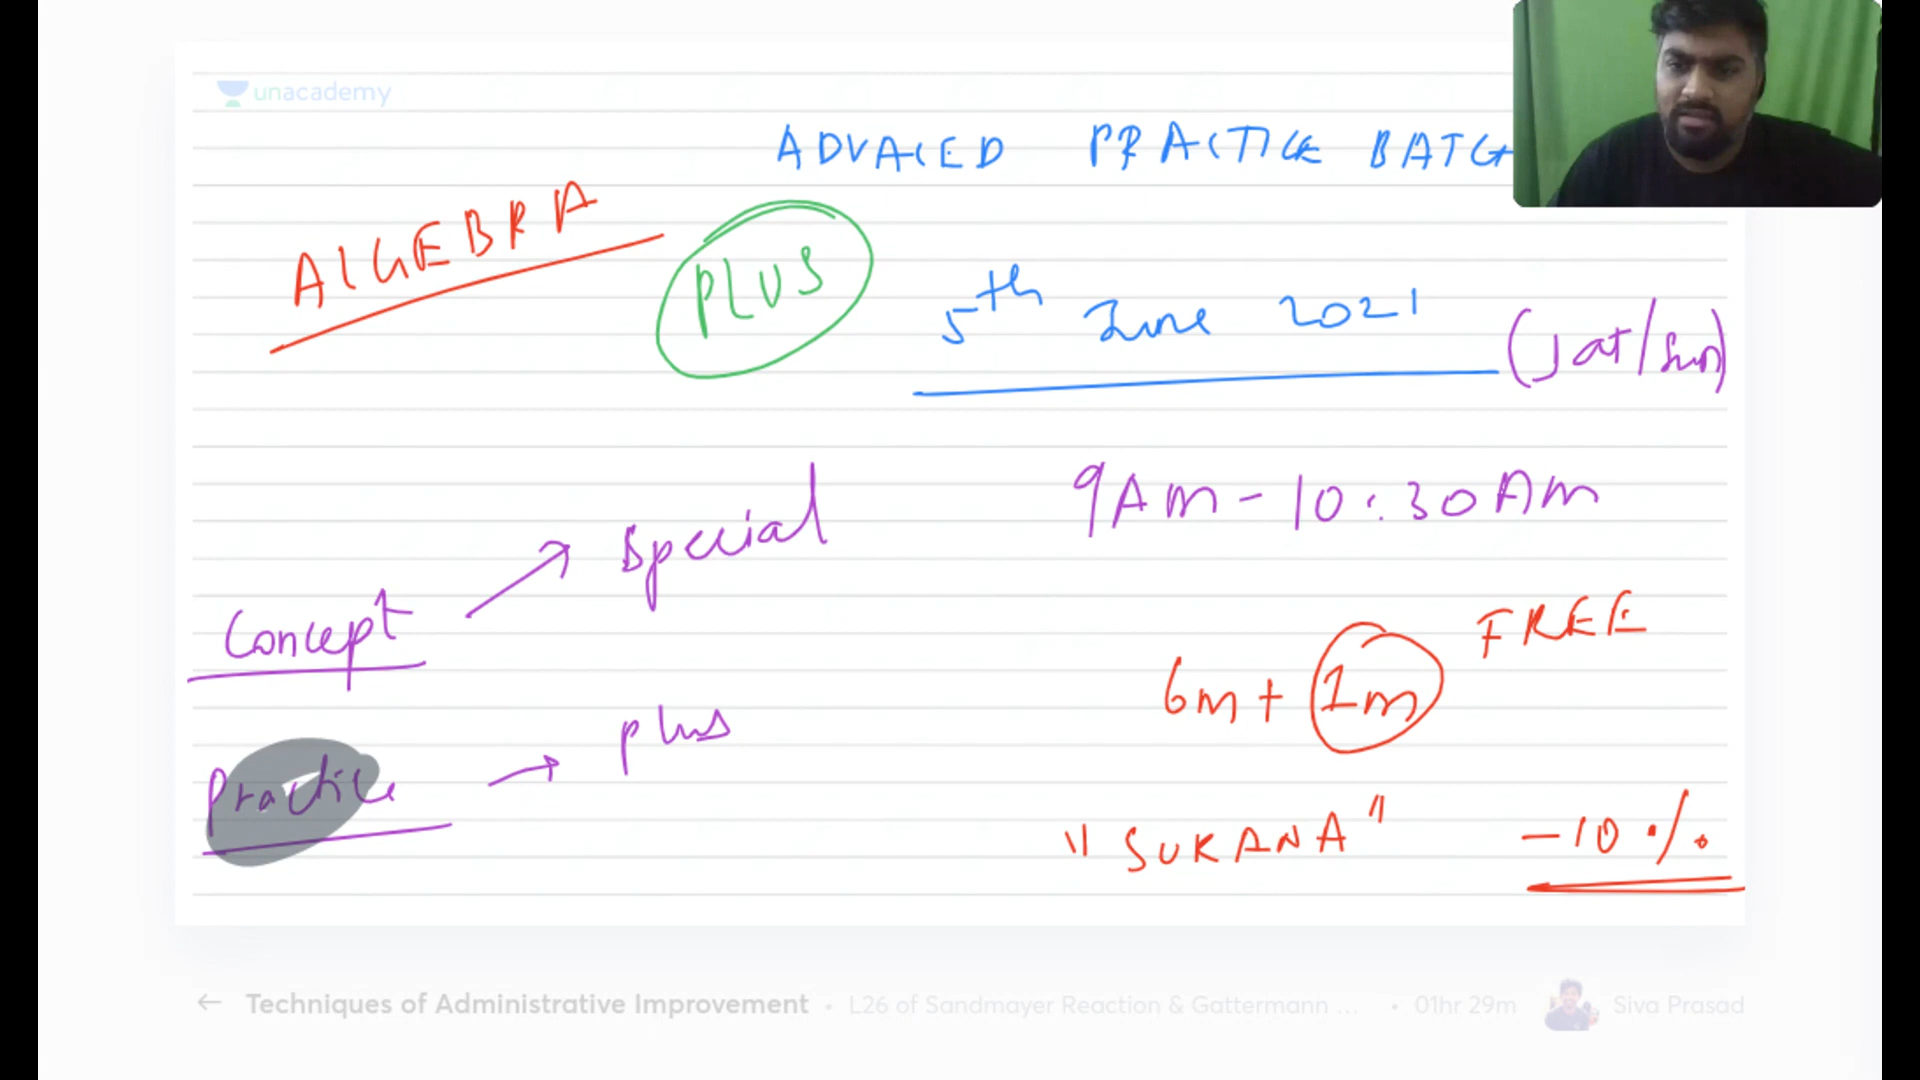 unacademy
ADVACED PRACTICE BATCH
ALGEBRA
PLUS
5th June 2021 (Sat/Sun)
Special
9AM-10:30AM
Concept
FREE
6m+ 1m
plus
Practice
"SUKANA" -10%
Techniques of Administrative Improvement • L26 of Sandmayer Reaction & Gattermann ... • 01hr 29m Siva Prasad